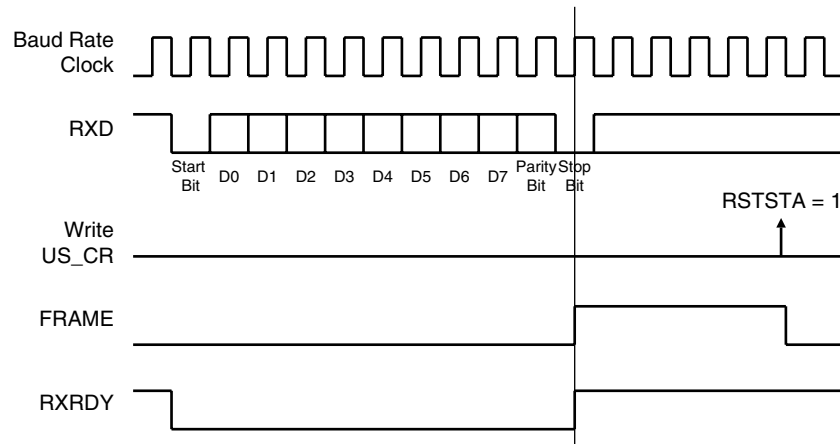 Baud Rate
Clock
RXD
Start
Bit
D0
D1
D2
D3
D4
D5
D6
D7
Parity
Bit
Stop
Bit
Write
US_CR
RSTSTA = 1
FRAME
RXRDY